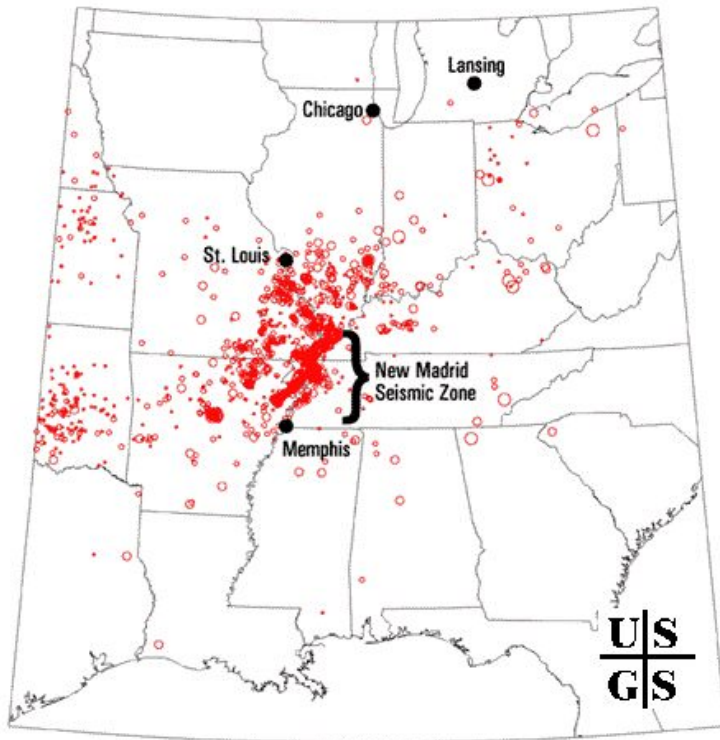 Lansing
Chicago
St. Louis
New Madrid
Seismic Zone
Memphis
US
GS